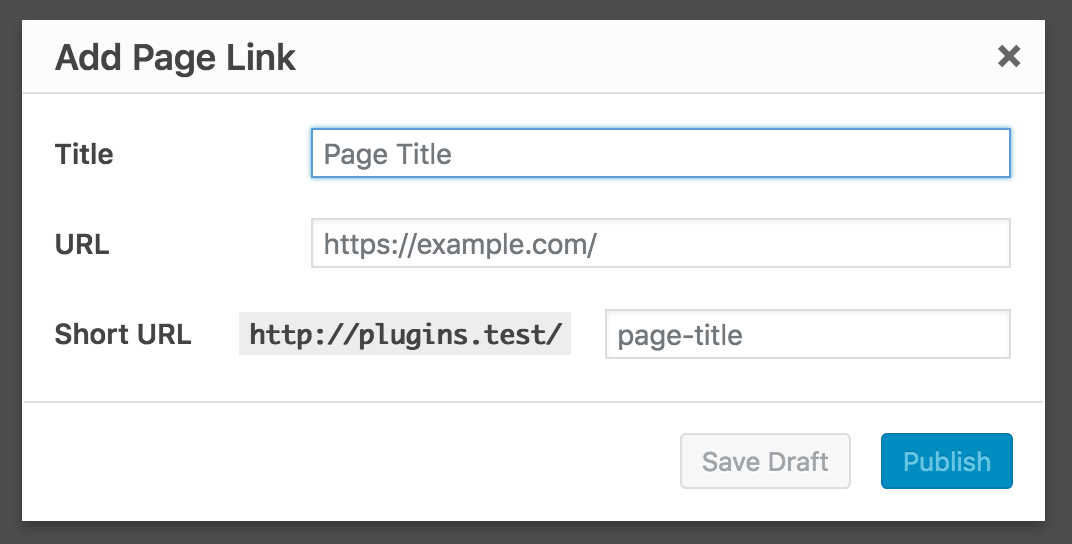 Add Page Link ×
Title Page Title
URL https://example.com/
Short URL http://plugins.test/ page-title
Save Draft Publish